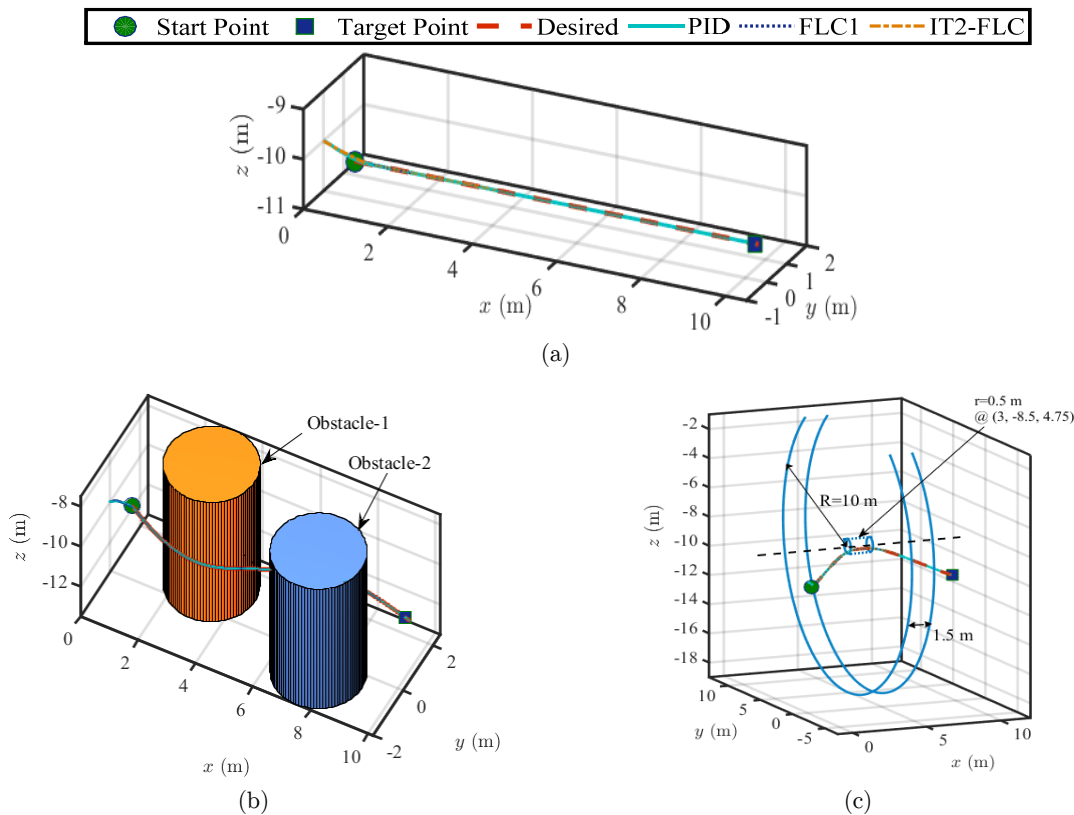 Start Point Target Point Desired PID FLC1 IT2-FLC
-9
-10
-11
z (m)
0
2
4
6
8
10
x (m)
-1
0
1
2
y (m)
(a)
Obstacle-1
Obstacle-2
-8
-10
-12
z (m)
0
2
4
6
8
10
x (m)
-2
0
2
y (m)
(b)
r=0.5 m
@ (3, -8.5, 4.75)
R=10 m
1.5 m
-2
-4
-6
-8
-10
-12
-14
-16
-18
z (m)
10
5
0
-5
y (m)
0
5
10
x (m)
(c)